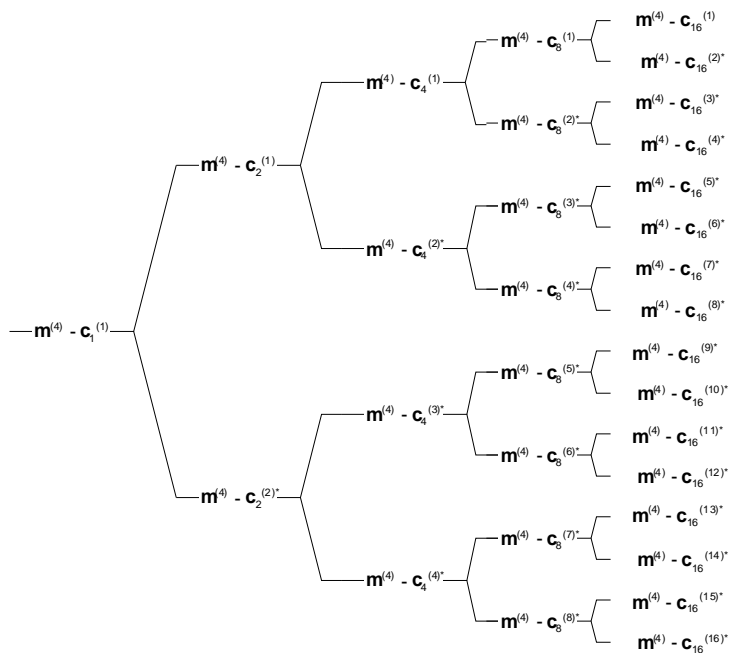 m(4) - c16(1)
m(4) - c8(1)
m(4) - c16(2)*
m(4) - c4(1)
m(4) - c16(3)*
m(4) - c8(2)*
m(4) - c16(4)*
m(4) - c2(1)
m(4) - c16(5)*
m(4) - c8(3)*
m(4) - c16(6)*
m(4) - c4(2)*
m(4) - c16(7)*
m(4) - c8(4)*
m(4) - c16(8)*
m(4) - c1(1)
m(4) - c16(9)*
m(4) - c8(5)*
m(4) - c16(10)*
m(4) - c4(3)*
m(4) - c16(11)*
m(4) - c8(6)*
m(4) - c16(12)*
m(4) - c2(2)*
m(4) - c16(13)*
m(4) - c8(7)*
m(4) - c16(14)*
m(4) - c4(4)*
m(4) - c16(15)*
m(4) - c8(8)*
m(4) - c16(16)*